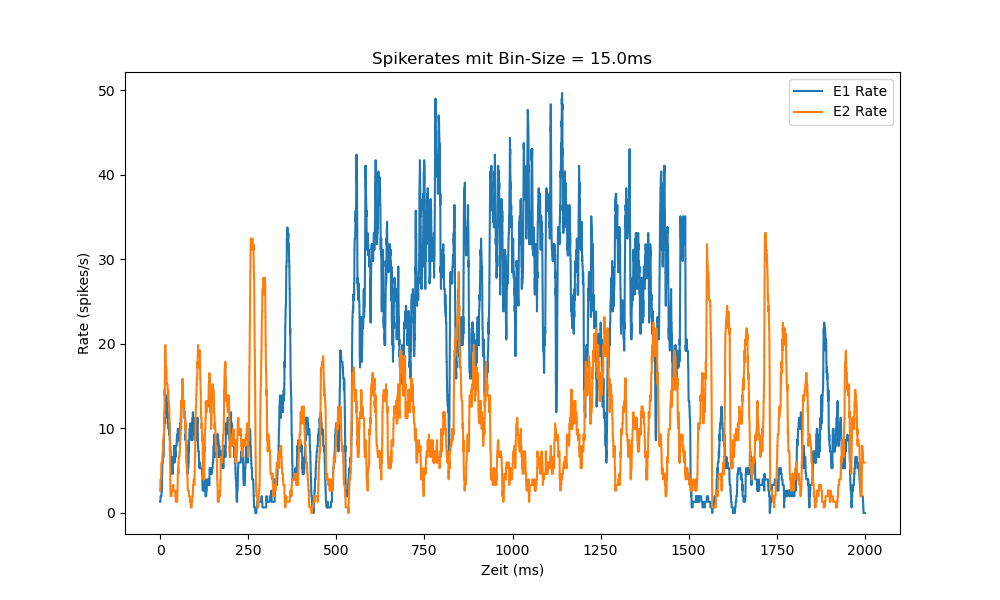 Spikerates mit Bin-Size = 15.0ms
E1 Rate
E2 Rate
50
40
30
20
10
0
Rate (spikes/s)
0 250 500 750 1000 1250 1500 1750 2000
Zeit (ms)